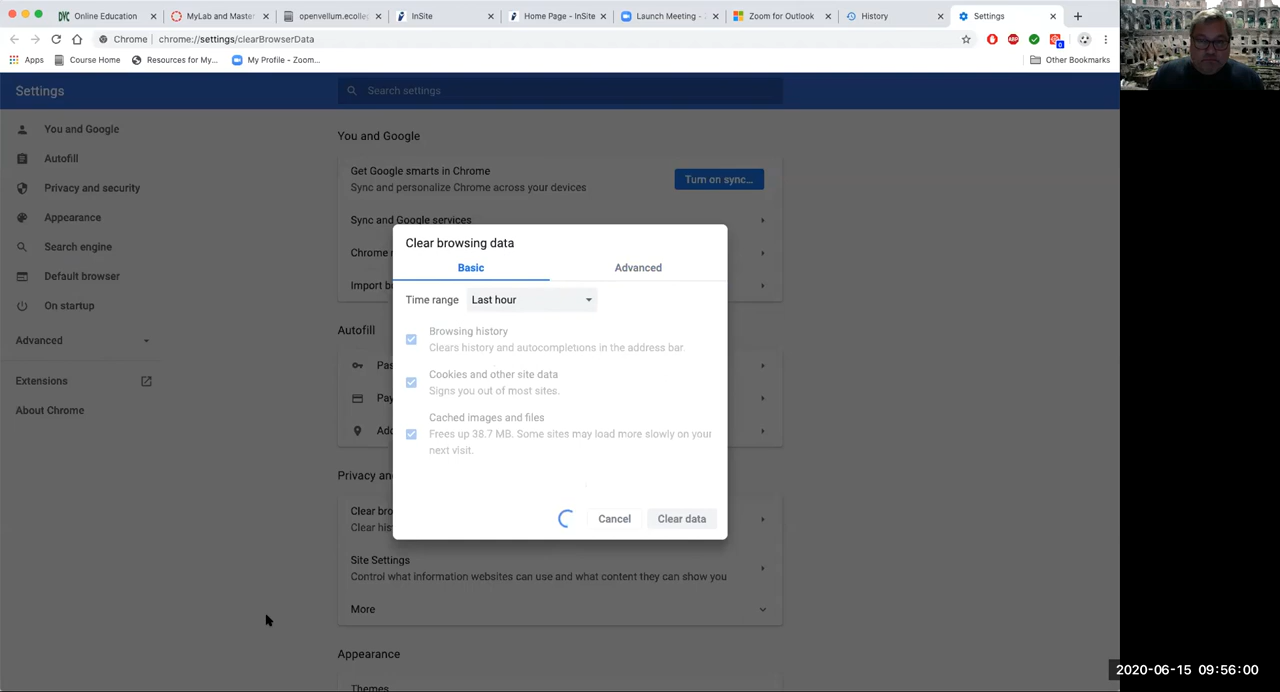 Online Education
MyLab and Master
openvellum.ecolle
InSite
Home Page - InSite
Launch Meeting -
Zoom for Outlook
History
Settings
Chrome
chrome://settings/clearBrowserData
ABP
0
Apps
Course Home
Resources for My...
My Profile - Zoom...
Other Bookmarks
Settings
Search settings
You and Google
Autofill
Privacy and security
Appearance
Search engine
Default browser
On startup
Advanced
Extensions
About Chrome
You and Google
Get Google smarts in Chrome
Sync and personalize Chrome across your devices
Turn on sync...
Sync and Google services
Chrome
Import b
Autofill
Pas
Pay
Add
Privacy an
Clear bro
Clear his
Site Settings
Control what information websites can use and what content they can show you
More
Appearance
Themes
Clear browsing data
Basic
Advanced
Time range
Last hour
Browsing history
Clears history and autocompletions in the address bar.
Cookies and other site data
Signs you out of most sites.
Cached images and files
Frees up 38.7 MB. Some sites may load more slowly on your
next visit.
Cancel
Clear data
2020-06-15 09:56:00